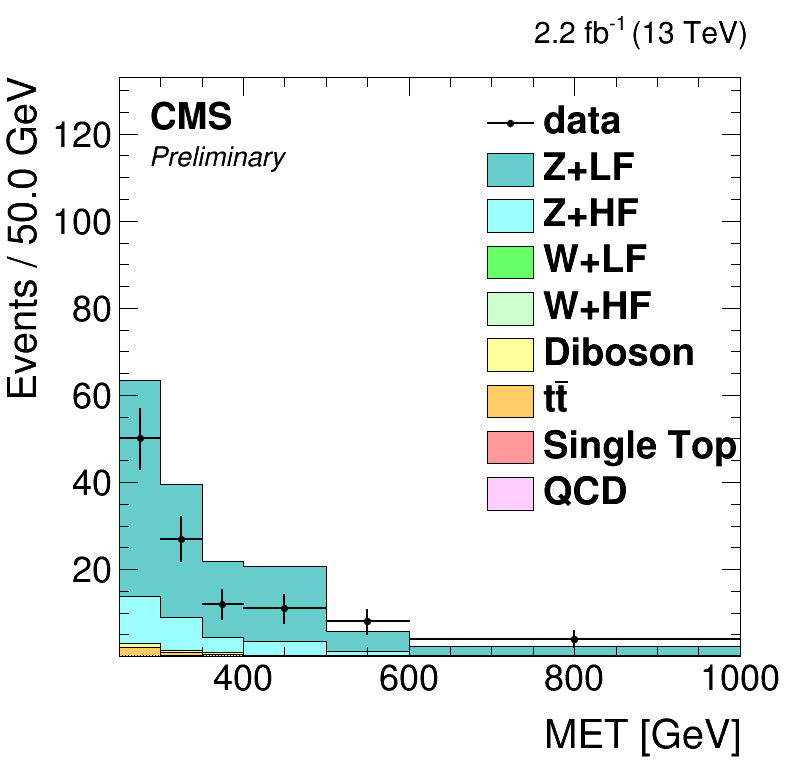 2.2 fb⁻¹ (13 TeV)
Events / 50.0 GeV
CMS
Preliminary
data
Z+LF
Z+HF
W+LF
W+HF
Diboson
tt̄
Single Top
QCD
120
100
80
60
40
20
400
600
800
1000
MET [GeV]